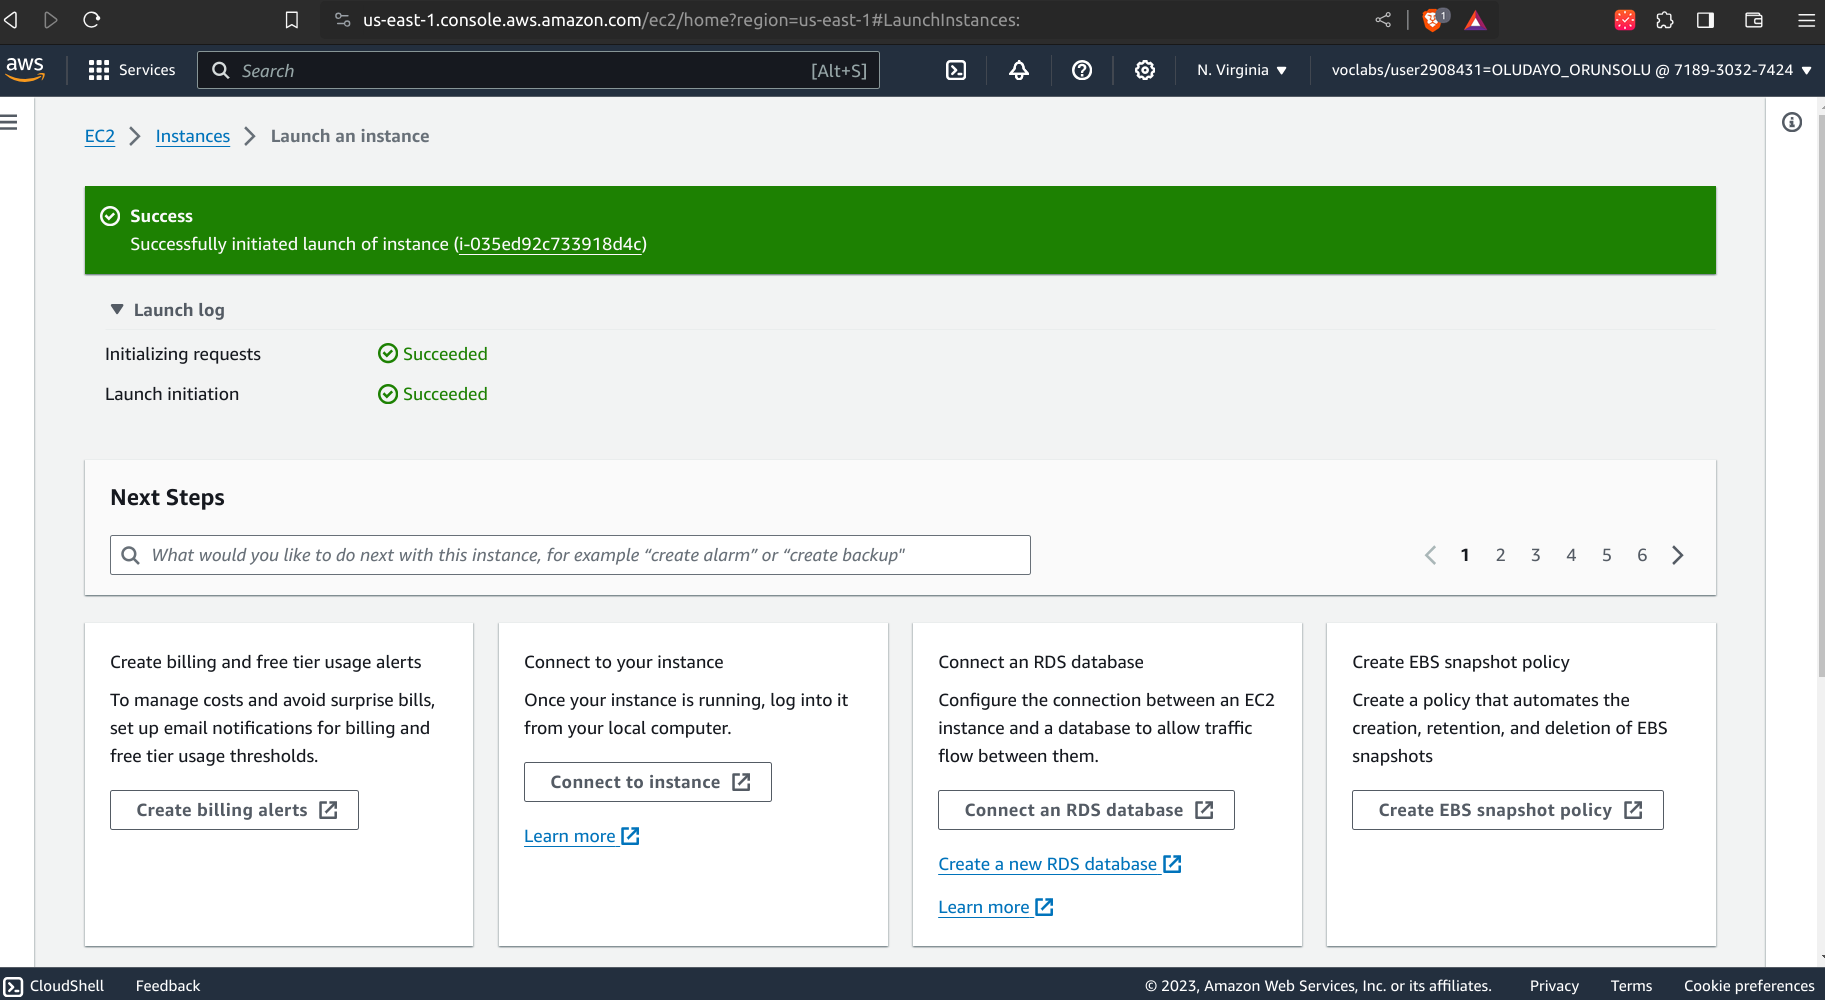 us-east-1.console.aws.amazon.com/ec2/home?region=us-east-1#LaunchInstances:
1
aws
Services
Search
[Alt+S]
N. Virginia
voclabs/user2908431=OLUDAYO_ORUNSOLU @ 7189-3032-7424
EC2
Instances
Launch an instance
Success
Successfully initiated launch of instance (i-035ed92c733918d4c)
Launch log
Initializing requests
Succeeded
Launch initiation
Succeeded
Next Steps
What would you like to do next with this instance, for example “create alarm” or “create backup"
1 2 3 4 5 6
Create billing and free tier usage alerts
To manage costs and avoid surprise bills,
set up email notifications for billing and
free tier usage thresholds.
Create billing alerts
Connect to your instance
Once your instance is running, log into it
from your local computer.
Connect to instance
Learn more
Connect an RDS database
Configure the connection between an EC2
instance and a database to allow traffic
flow between them.
Connect an RDS database
Create a new RDS database
Learn more
Create EBS snapshot policy
Create a policy that automates the
creation, retention, and deletion of EBS
snapshots
Create EBS snapshot policy
CloudShell
Feedback
© 2023, Amazon Web Services, Inc. or its affiliates.
Privacy
Terms
Cookie preferences